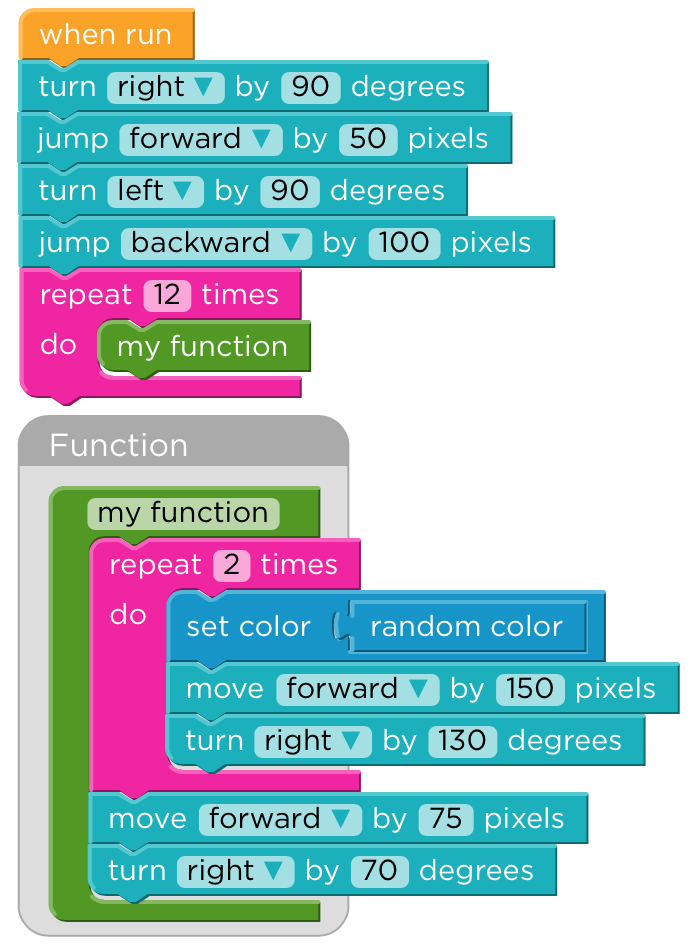 when run
turn right ▼ by 90 degrees
jump forward ▼ by 50 pixels
turn left ▼ by 90 degrees
jump backward ▼ by 100 pixels
repeat 12 times
do my function
Function
my function
repeat 2 times
do set color random color
move forward ▼ by 150 pixels
turn right ▼ by 130 degrees
move forward ▼ by 75 pixels
turn right ▼ by 70 degrees